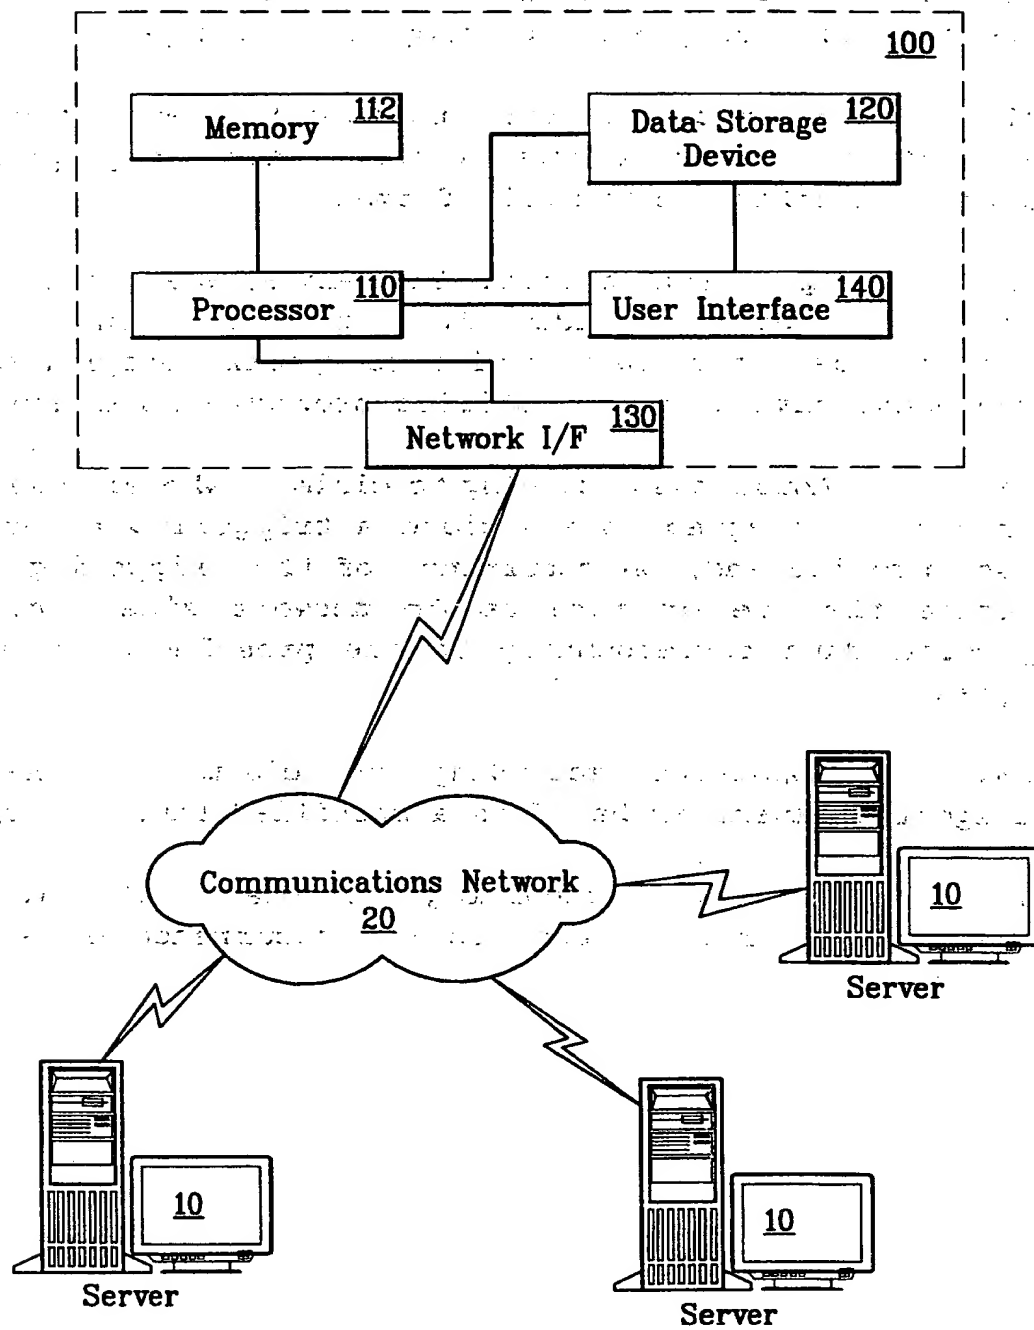 100
Memory 112
Data Storage Device 120
Processor 110
User Interface 140
Network I/F 130
Communications Network
20
10
Server
10
Server
10
Server